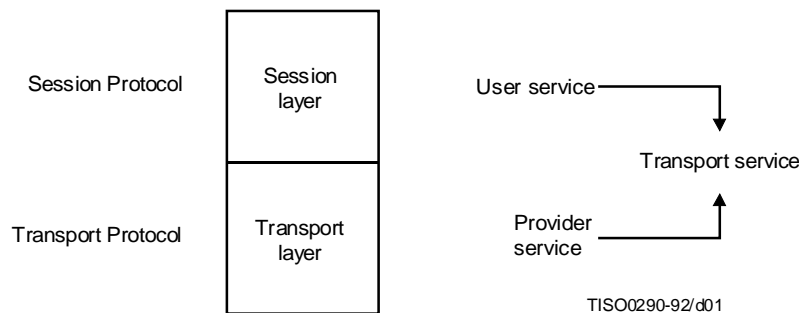 Session Protocol
Session
layer
User service
Transport service
Transport Protocol
Transport
layer
Provider
service
TISO0290-92/d01